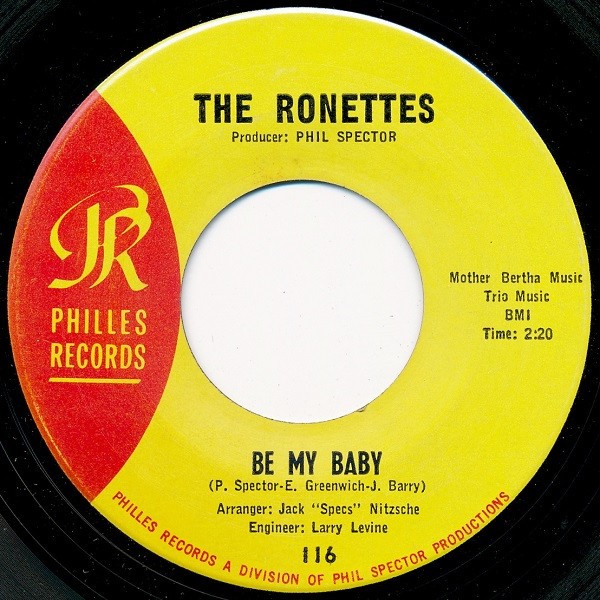 THE RONETTES
Producer: PHIL SPECTOR
PR
PHILLES
RECORDS
Mother Bertha Music
Trio Music
BMI
Time: 2:20
BE MY BABY
(P. Spector-E. Greenwich-J. Barry)
Arranger: Jack "Specs" Nitzsche
Engineer: Larry Levine
116
PHILLES RECORDS A DIVISION OF PHIL SPECTOR PRODUCTIONS